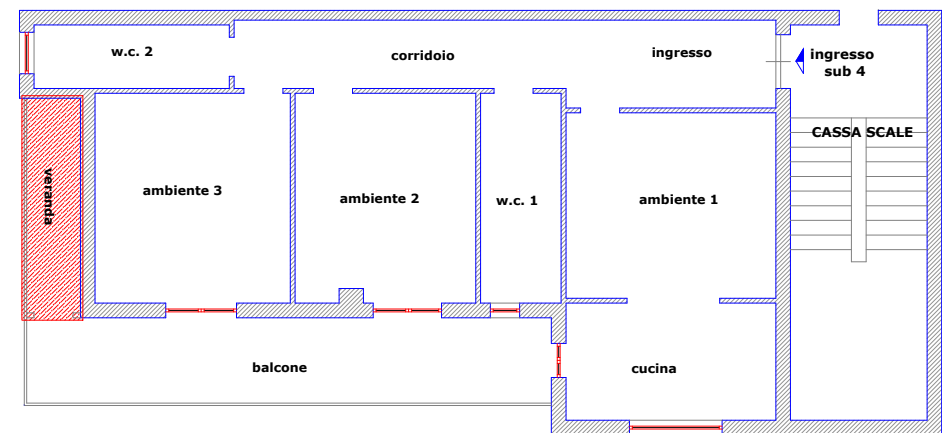 w.c. 2
corridoio
ingresso
ingresso
sub 4
CASSA SCALE
veranda
ambiente 3
ambiente 2
w.c. 1
ambiente 1
balcone
cucina